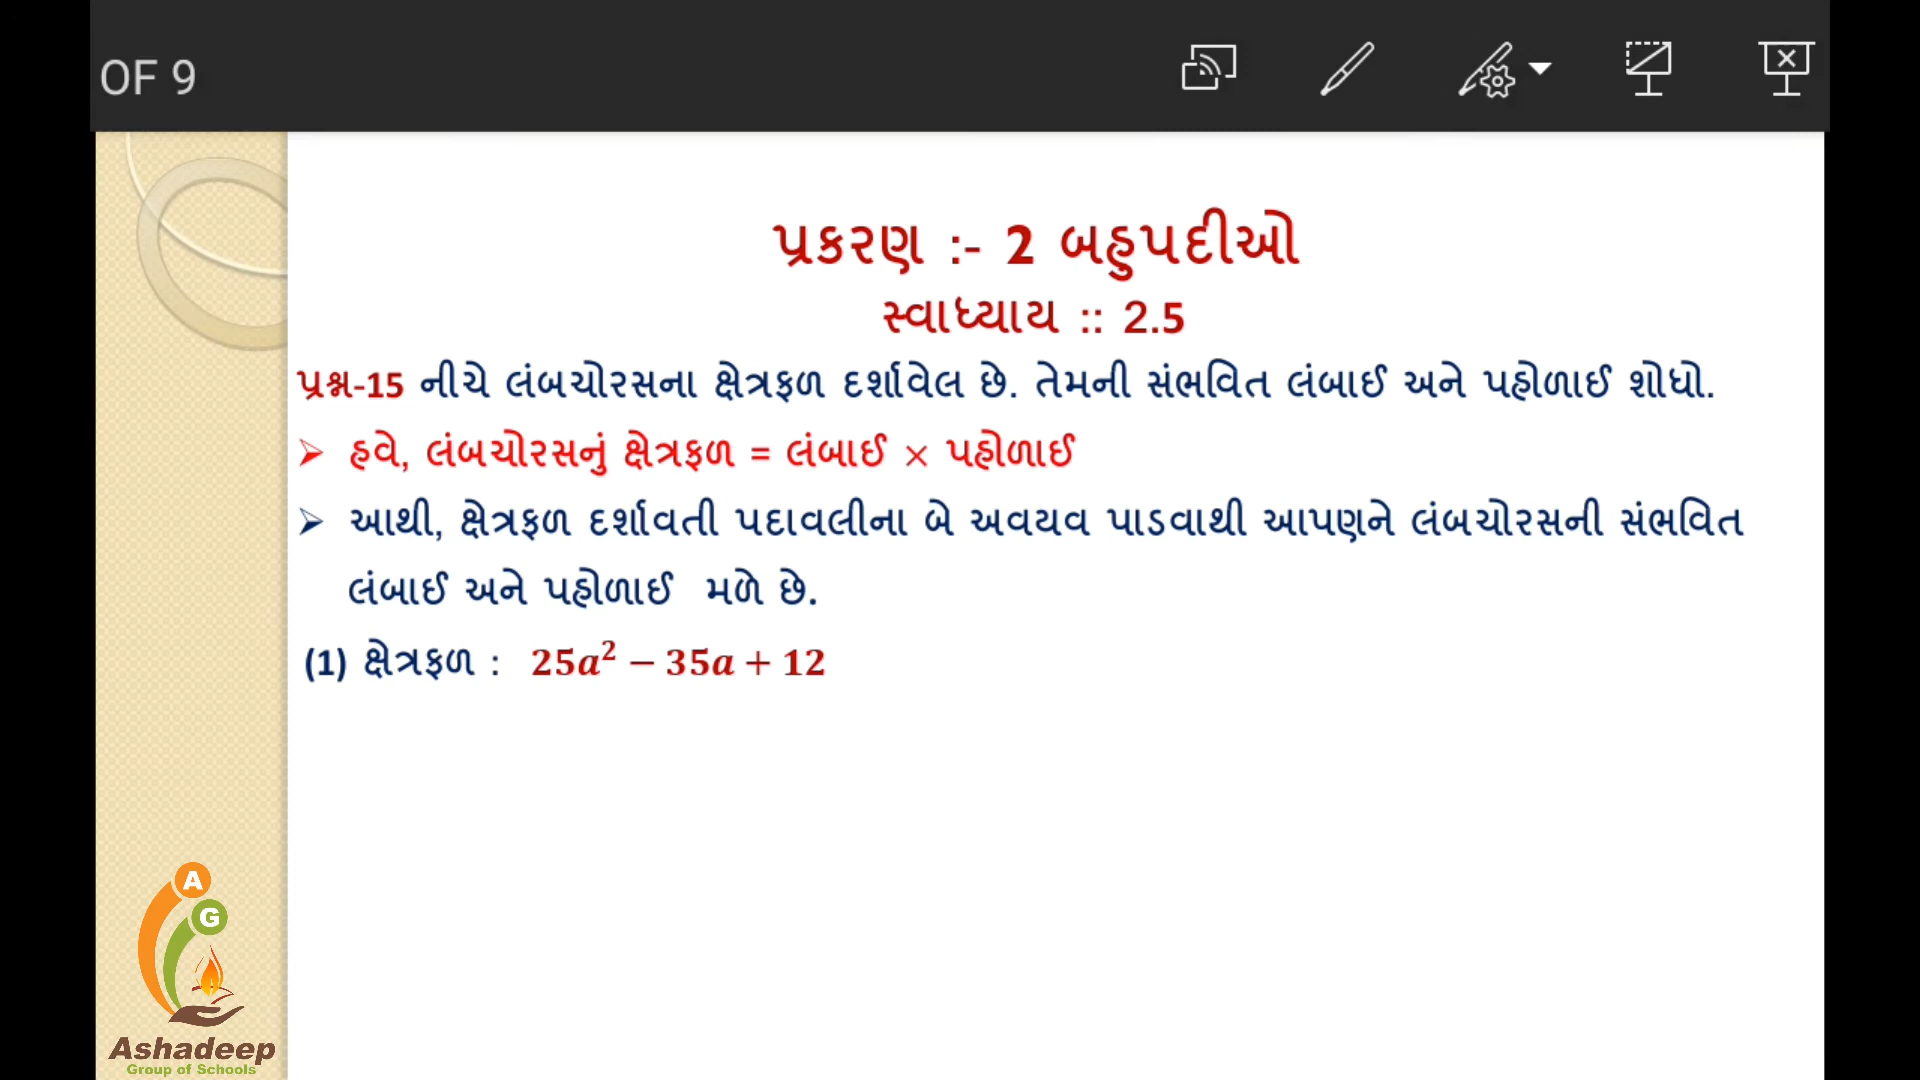 OF 9
પ્રકરણ :- 2 બહુપદીઓ
સ્વાધ્યાય :: 2.5
પ્રશ્ન-15 નીચે લંબચોરસના ક્ષેત્રફળ દર્શાવેલ છે. તેમની સંભવિત લંબાઈ અને પહોળાઈ શોધો.
➢ હવે, લંબચોરસનું ક્ષેત્રફળ = લંબાઈ × પહોળાઈ
➢ આથી, ક્ષેત્રફળ દર્શાવતી પદાવલીના બે અવયવ પાડવાથી આપણને લંબચોરસની સંભવિત
લંબાઈ અને પહોળાઈ મળે છે.
(1) ક્ષેત્રફળ : 25a² − 35a + 12
A
G
Ashadeep
Group of Schools